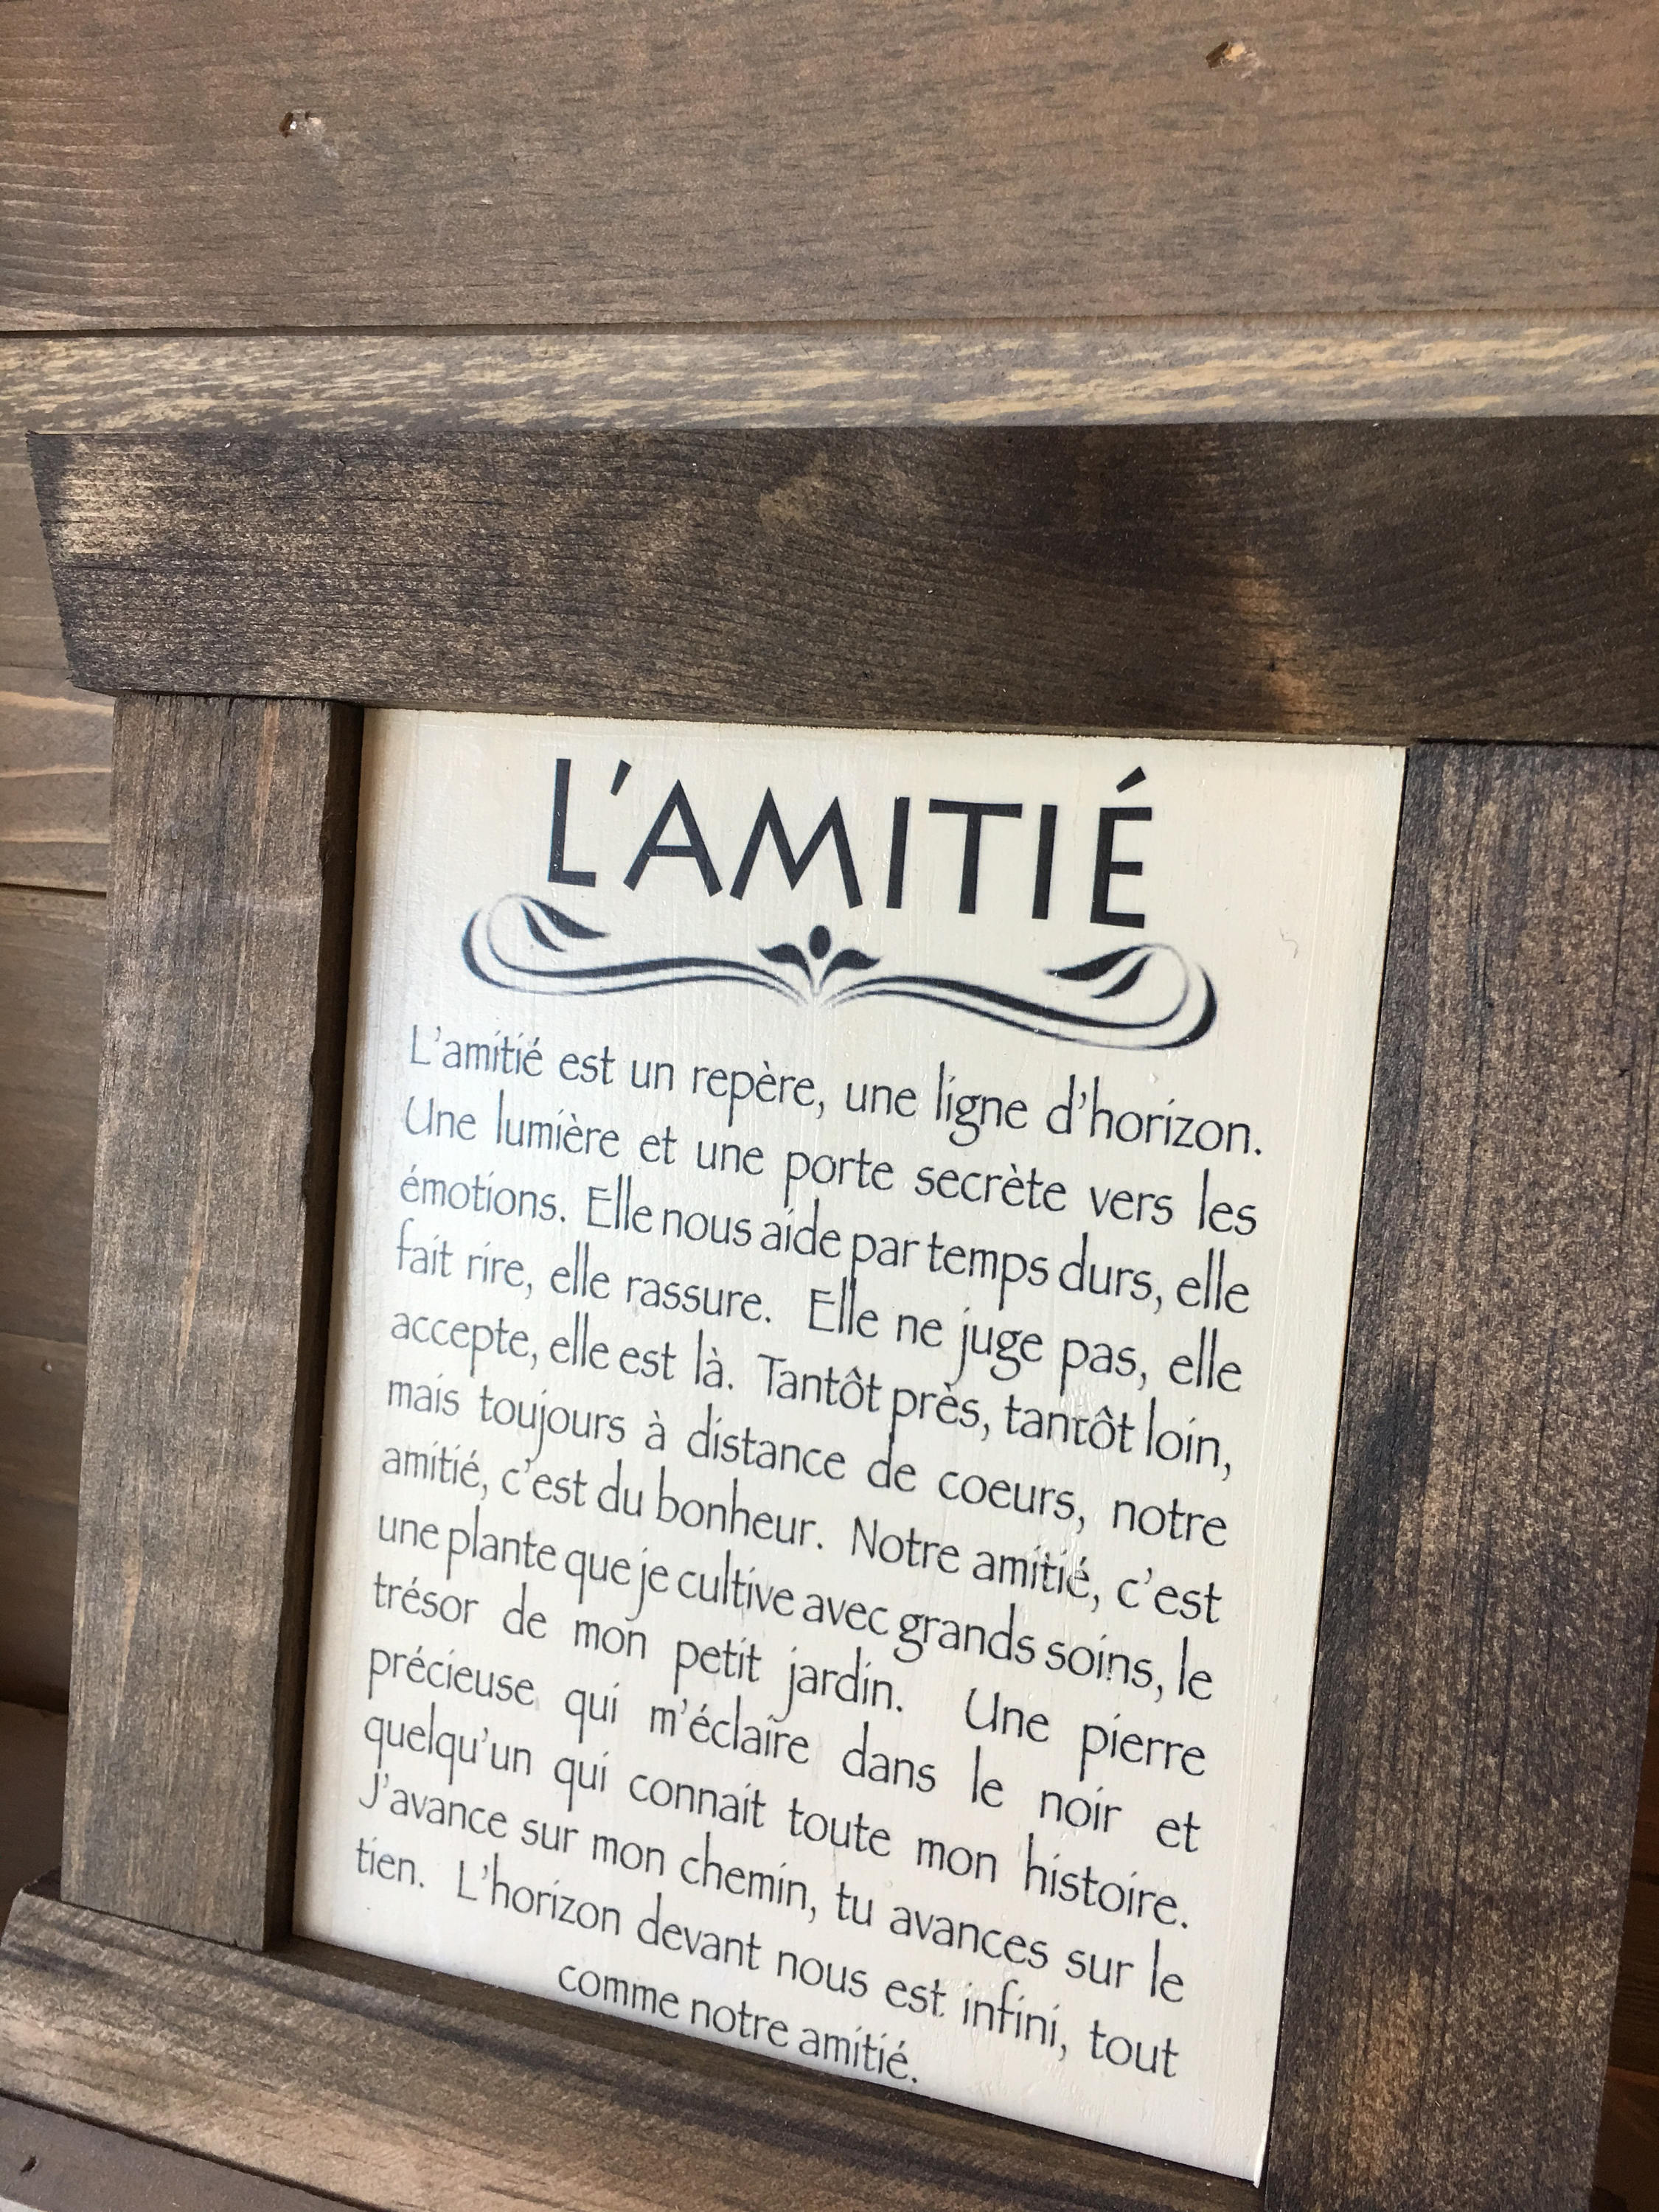 L'AMITIÉ
L'amitié est un repère, une ligne d'horizon.
Une lumière et une porte secrète vers les
émotions. Elle nous aide par temps durs, elle
fait rire, elle rassure. Elle ne juge pas, elle
accepte, elle est là. Tantôt près, tantôt loin,
mais toujours à distance de coeurs, notre
amitié, c'est du bonheur. Notre amitié, c'est
une plante que je cultive avec grands soins, le
trésor de mon petit jardin. Une pierre
précieuse qui m'éclaire dans le noir et
quelqu'un qui connait toute mon histoire.
J'avance sur mon chemin, tu avances sur le
tien. L'horizon devant nous est infini, tout
comme notre amitié.